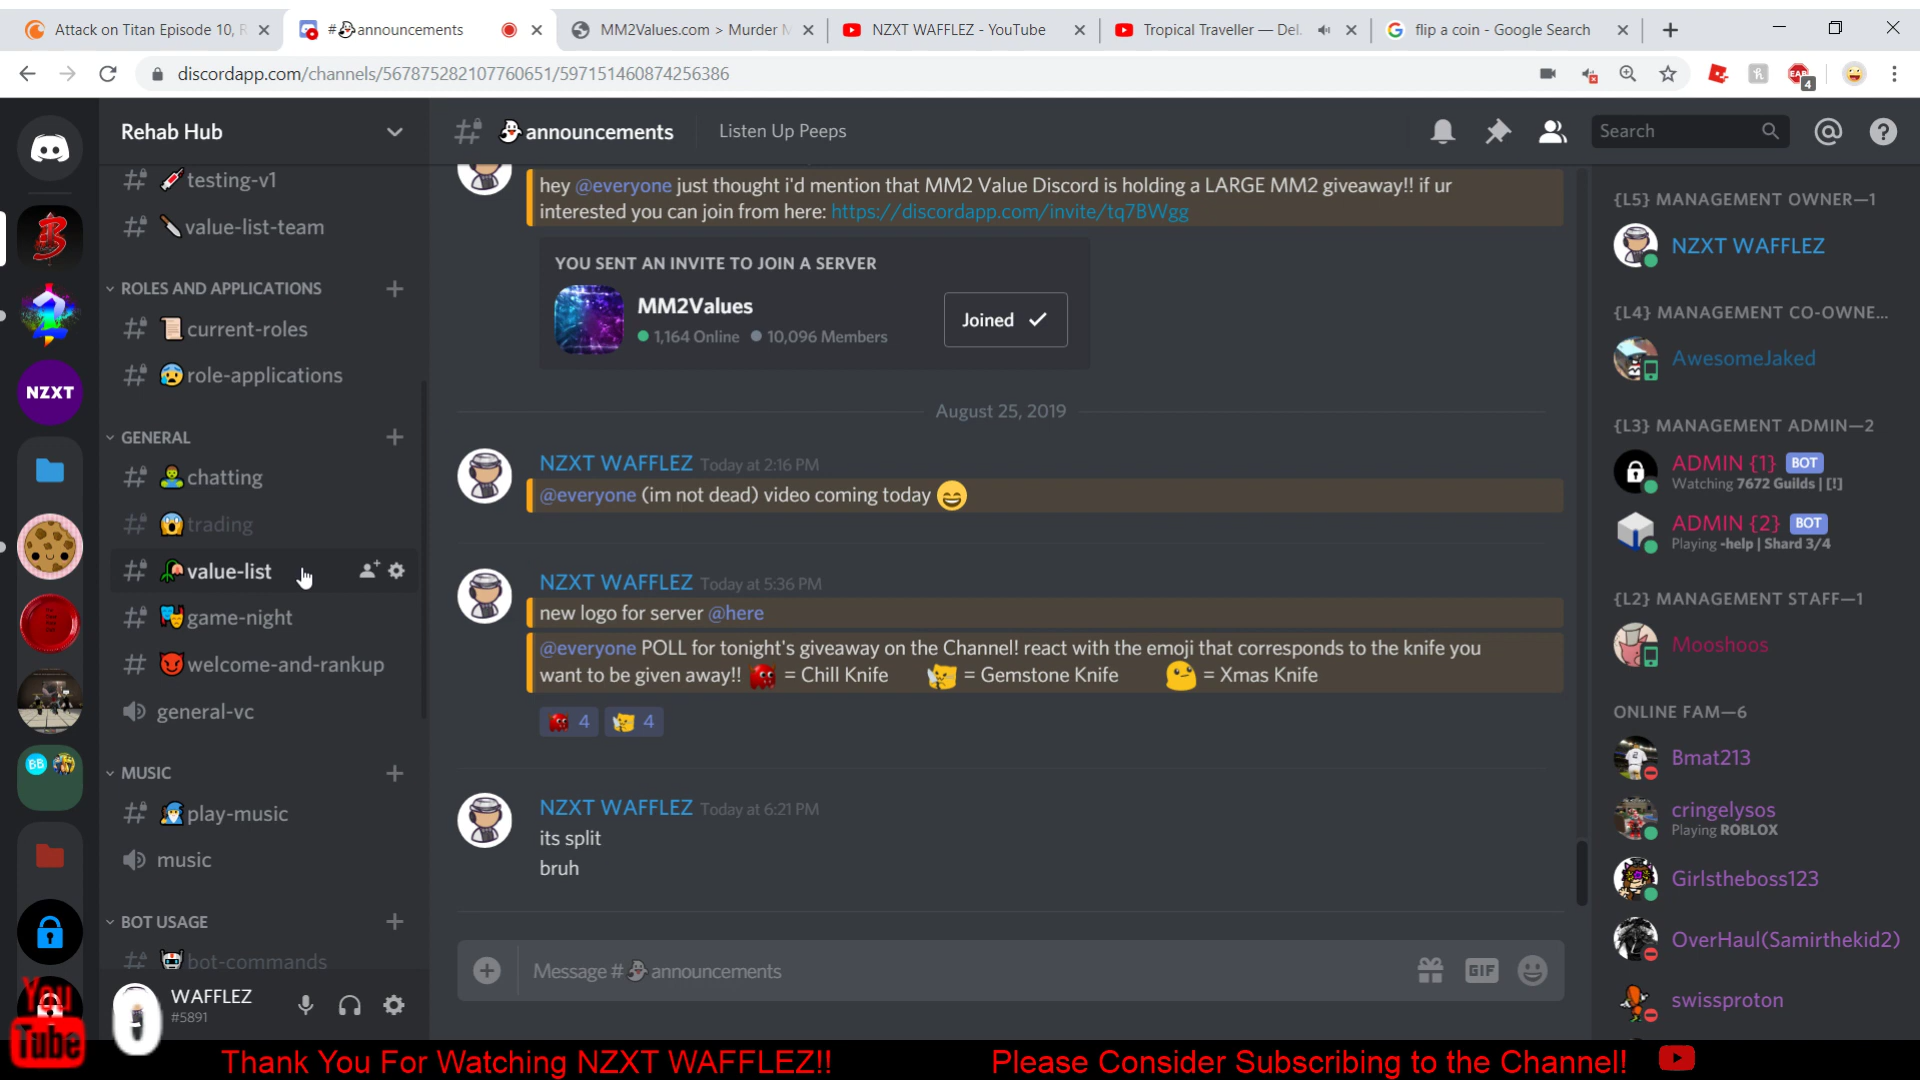 Attack on Titan Episode 10, R
#announcements
MM2Values.com > Murder M
NZXT WAFFLEZ - YouTube
Tropical Traveller — Del
flip a coin - Google Search
discordapp.com/channels/567875282107760651/597151460874256386
EAB
4
Rehab Hub
announcements
Listen Up Peeps
Search
testing-v1
value-list-team
ROLES AND APPLICATIONS
current-roles
role-applications
GENERAL
chatting
trading
value-list
game-night
welcome-and-rankup
general-vc
MUSIC
play-music
music
BOT USAGE
bot-commands
NZXT
BB
WAFFLEZ
#5891
hey @everyone just thought i'd mention that MM2 Value Discord is holding a LARGE MM2 giveaway!! if ur
interested you can join from here: https://discordapp.com/invite/tq7BWgg
YOU SENT AN INVITE TO JOIN A SERVER
MM2Values
1,164 Online 10,096 Members
Joined
August 25, 2019
NZXT WAFFLEZ Today at 2:16 PM
@everyone (im not dead) video coming today
NZXT WAFFLEZ Today at 5:36 PM
new logo for server @here
@everyone POLL for tonight's giveaway on the Channel! react with the emoji that corresponds to the knife you
want to be given away!! = Chill Knife = Gemstone Knife = Xmas Knife
4 4
NZXT WAFFLEZ Today at 6:21 PM
its split
bruh
Message # announcements
GIF
{L5} MANAGEMENT OWNER—1
NZXT WAFFLEZ
{L4} MANAGEMENT CO-OWNE...
AwesomeJaked
{L3} MANAGEMENT ADMIN—2
ADMIN {1} BOT
Watching 7672 Guilds | [!]
ADMIN {2} BOT
Playing -help | Shard 3/4
{L2} MANAGEMENT STAFF—1
Mooshoos
ONLINE FAM—6
Bmat213
cringelysos
Playing ROBLOX
Girlstheboss123
OverHaul(Samirthekid2)
swissproton
You
Tube
Thank You For Watching NZXT WAFFLEZ!!
Please Consider Subscribing to the Channel!